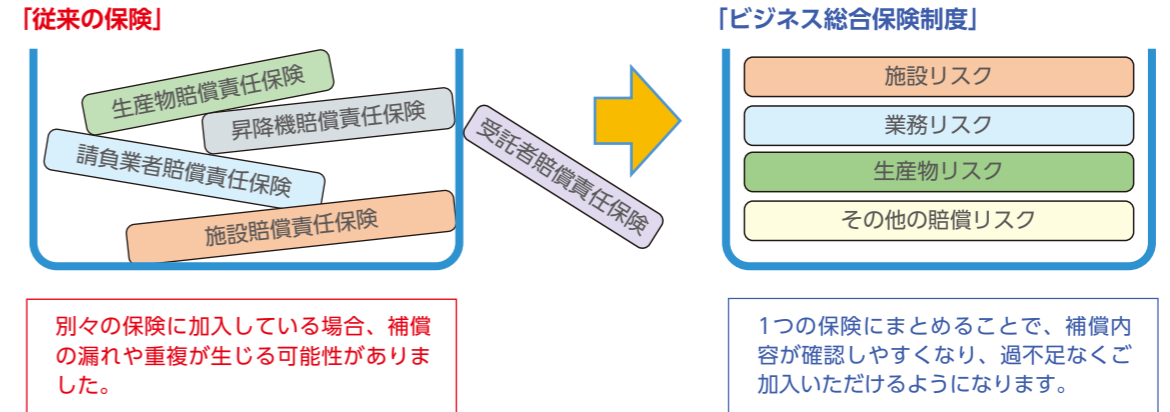 「従来の保険」
生産物賠償責任保険
昇降機賠償責任保険
請負業者賠償責任保険
施設賠償責任保険
受託者賠償責任保険
別々の保険に加入している場合、補償
の漏れや重複が生じる可能性がありま
した。
「ビジネス総合保険制度」
施設リスク
業務リスク
生産物リスク
その他の賠償リスク
1つの保険にまとめることで、補償内
容が確認しやすくなり、過不足なくご
加入いただけるようになります。